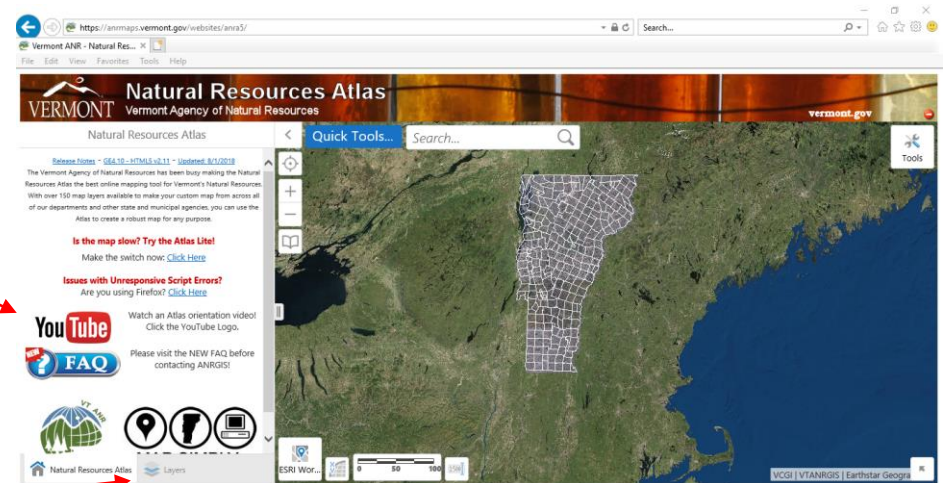 https://anrmaps.vermont.gov/websites/anra5/
Search...
Vermont ANR - Natural Res...
File Edit View Favorites Tools Help
VERMONT
Natural Resources Atlas
Vermont Agency of Natural Resources
vermont.gov
Natural Resources Atlas
Quick Tools...
Search...
Tools
Release Notes - GE4.10 - HTML5 v2.11 - Updated: 8/1/2018
The Vermont Agency of Natural Resources has been busy making the Natural
Resources Atlas the best online mapping tool for Vermont's Natural Resources.
With over 150 map layers available to make your custom map from across all
of our departments and other state and municipal agencies, you can use the
Atlas to create a robust map for any purpose.
Is the map slow? Try the Atlas Lite!
Make the switch now: Click Here
Issues with Unresponsive Script Errors?
Are you using Firefox? Click Here
YouTube
Watch an Atlas orientation video!
Click the YouTube Logo.
NEW
? FAQ
Please visit the NEW FAQ before
contacting ANRGIS!
VT ANR
Natural Resources Atlas
Layers
ESRI Wor...
0 50 100
VCGI | VTANRGIS | Earthstar Geogra